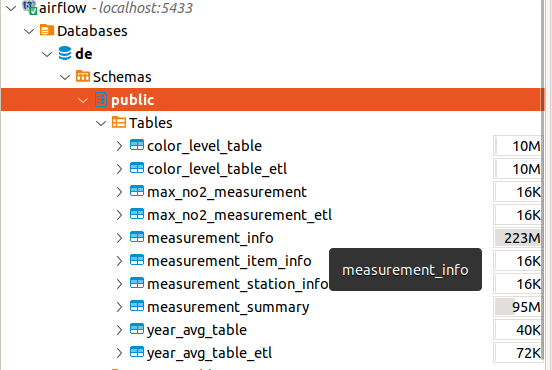 airflow - localhost:5433
Databases
de
Schemas
public
Tables
color_level_table 10M
color_level_table_etl 10M
max_no2_measurement 16K
max_no2_measurement_etl 16K
measurement_info 223M
measurement_item_info 16K
measurement_info
measurement_station_info 16K
measurement_summary 95M
year_avg_table 40K
year_avg_table_etl 72K